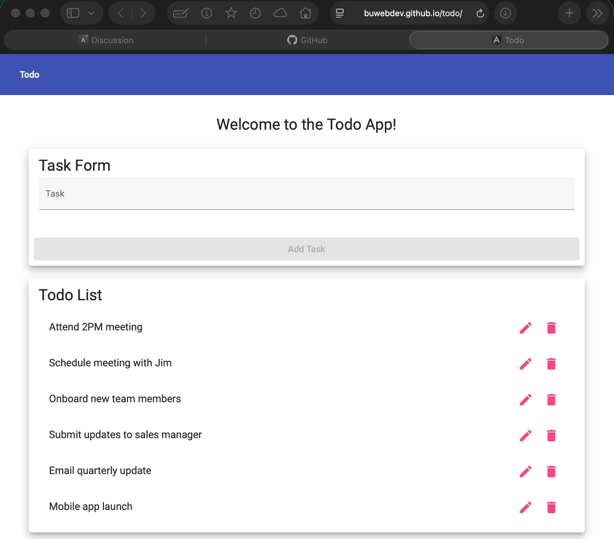 buwebdev.github.io/todo/
Discussion
GitHub
Todo
Todo
Welcome to the Todo App!
Task Form
Task
Add Task
Todo List
Attend 2PM meeting
Schedule meeting with Jim
Onboard new team members
Submit updates to sales manager
Email quarterly update
Mobile app launch